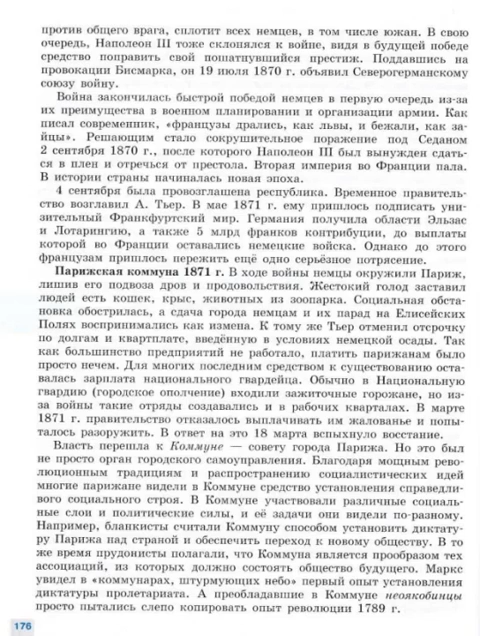 против общего врага, сплотит всех немцев, в том числе южан. В свою
очередь, Наполеон III тоже склонялся к войне, видя в будущей победе
средство поправить свой пошатнувшийся престиж. Поддавшись на
провокации Бисмарка, он 19 июля 1870 г. объявил Северогерманскому
союзу войну.
Война закончилась быстрой победой немцев в первую очередь из-за
их преимущества в военном планировании и организации армии. Как
писал современник, «французы дрались, как львы, и бежали, как зай-
цы». Решающим стало сокрушительное поражение под Седаном
2 сентября 1870 г., после которого Наполеон III был вынужден сдать-
ся в плен и отречься от престола. Вторая империя во Франции пала.
В истории страны начиналась новая эпоха.
4 сентября была провозглашена республика. Временное правитель-
ство возглавил А. Тьер. В мае 1871 г. ему пришлось подписать уни-
зительный Франкфуртский мир. Германия получила области Эльзас
и Лотарингию, а также 5 млрд франков контрибуции, до выплаты
которой во Франции оставались немецкие войска. Однако до этого
французам пришлось пережить ещё одно серьёзное потрясение.
Парижская коммуна 1871 г. В ходе войны немцы окружили Париж,
лишив его подвоза дров и продовольствия. Жестокий голод заставил
людей есть кошек, крыс, животных из зоопарка. Социальная обста-
новка обострилась, а сдача города немцам и их парад на Елисейских
Полях воспринимались как измена. К тому же Тьер отменил отсрочку
по долгам и квартплате, введённую в условиях немецкой осады. Так
как большинство предприятий не работало, платить парижанам было
просто нечем. Для многих последним средством к существованию оста-
валась зарплата национального гвардейца. Обычно в Национальную
гвардию (городское ополчение) входили зажиточные горожане, но из-
за войны такие отряды создавались и в рабочих кварталах. В марте
1871 г. правительство отказалось выплачивать им жалованье и попы-
талось разоружить. В ответ на это 18 марта вспыхнуло восстание.
Власть перешла к Коммуне — совету города Парижа. Но это был
не просто орган городского самоуправления. Благодаря мощным рево-
люционным традициям и распространению социалистических идей
многие парижане видели в Коммуне средство установления справедли-
вого социального строя. В Коммуне участвовали различные социаль-
ные слои и политические силы, и её задачи они видели по-разному.
Например, бланкисты считали Коммуну способом установить диктату-
ру Парижа над страной и обеспечить переход к новому обществу. В то
же время прудонисты полагали, что Коммуна является прообразом тех
ассоциаций, из которых должно состоять общество будущего. Маркс
увидел в «коммунарах, штурмующих небо» первый опыт установления
диктатуры пролетариата. А преобладавшие в Коммуне неоякобинцы
просто пытались слепо копировать опыт революции 1789 г.
176